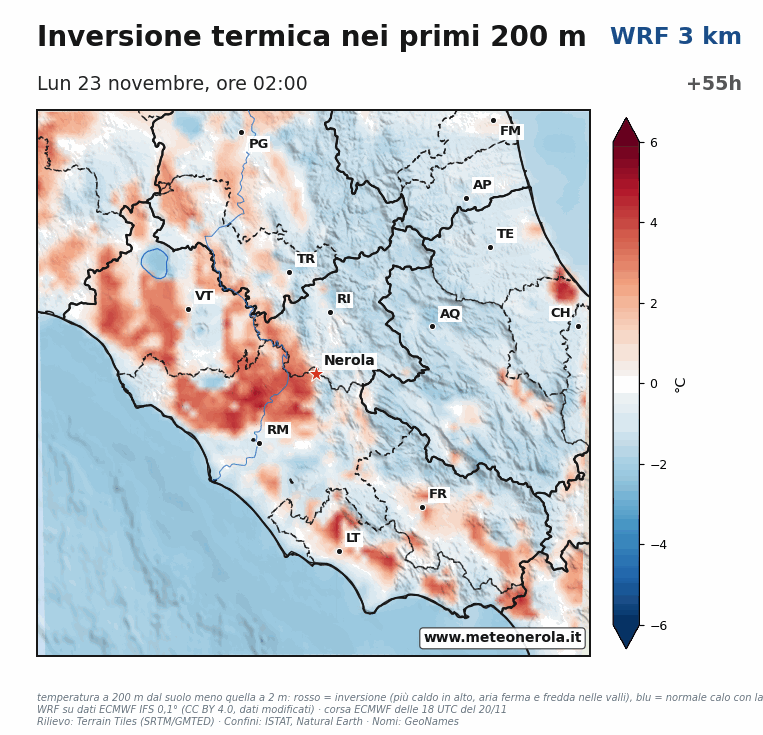 Inversione termica nei primi 200 m WRF 3 km
Lun 23 novembre, ore 02:00 +55h
FM
PG
AP
TE
TR
VT
RI
AQ
CH
Nerola
RM
FR
LT
www.meteonerola.it
6
4
2
0
−2
−4
−6
°C
temperatura a 200 m dal suolo meno quella a 2 m: rosso = inversione (più caldo in alto, aria ferma e fredda nelle valli), blu = normale calo con la
WRF su dati ECMWF IFS 0,1° (CC BY 4.0, dati modificati) · corsa ECMWF delle 18 UTC del 20/11
Rilievo: Terrain Tiles (SRTM/GMTED) · Confini: ISTAT, Natural Earth · Nomi: GeoNames